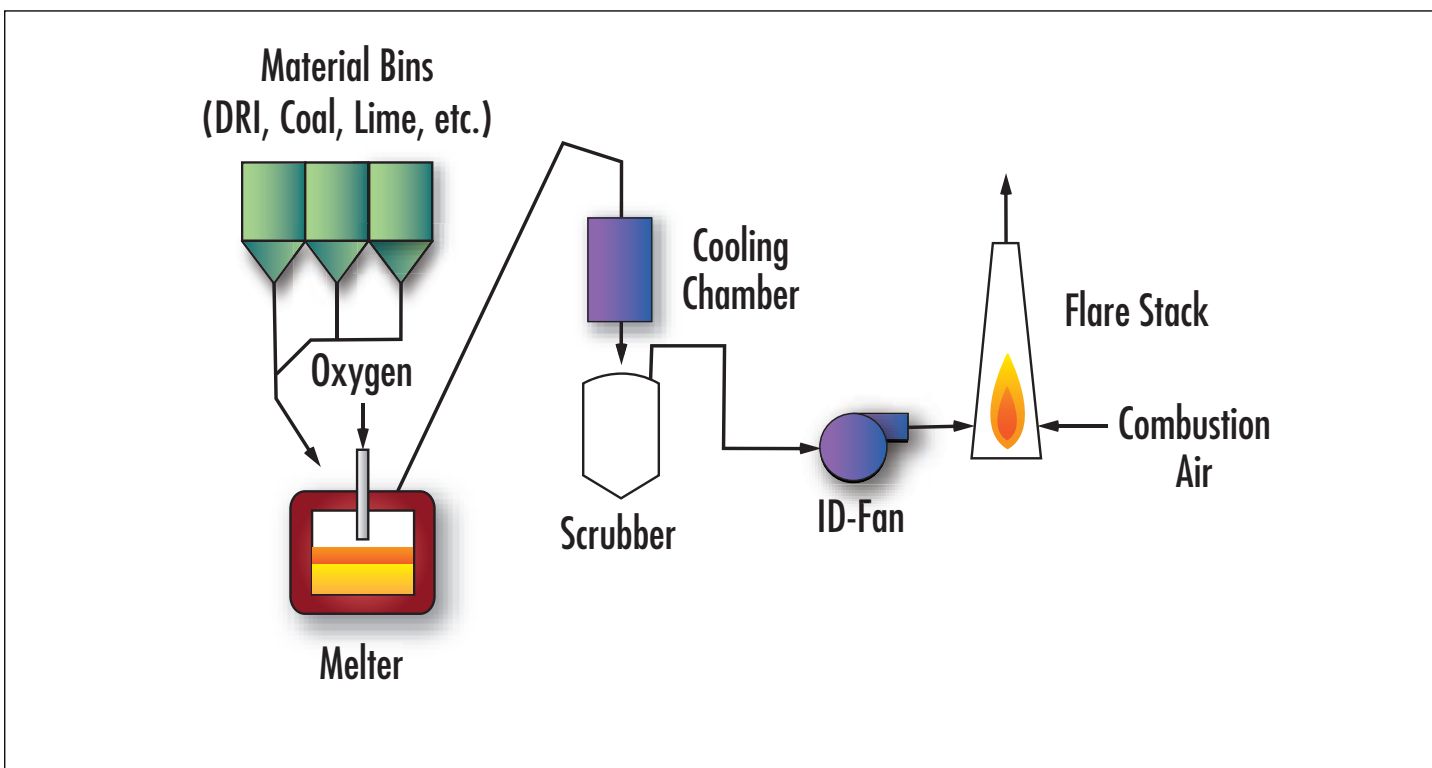 Material Bins
(DRI, Coal, Lime, etc.)
Cooling
Chamber
Flare Stack
Oxygen
Combustion
Air
Scrubber
ID-Fan
Melter